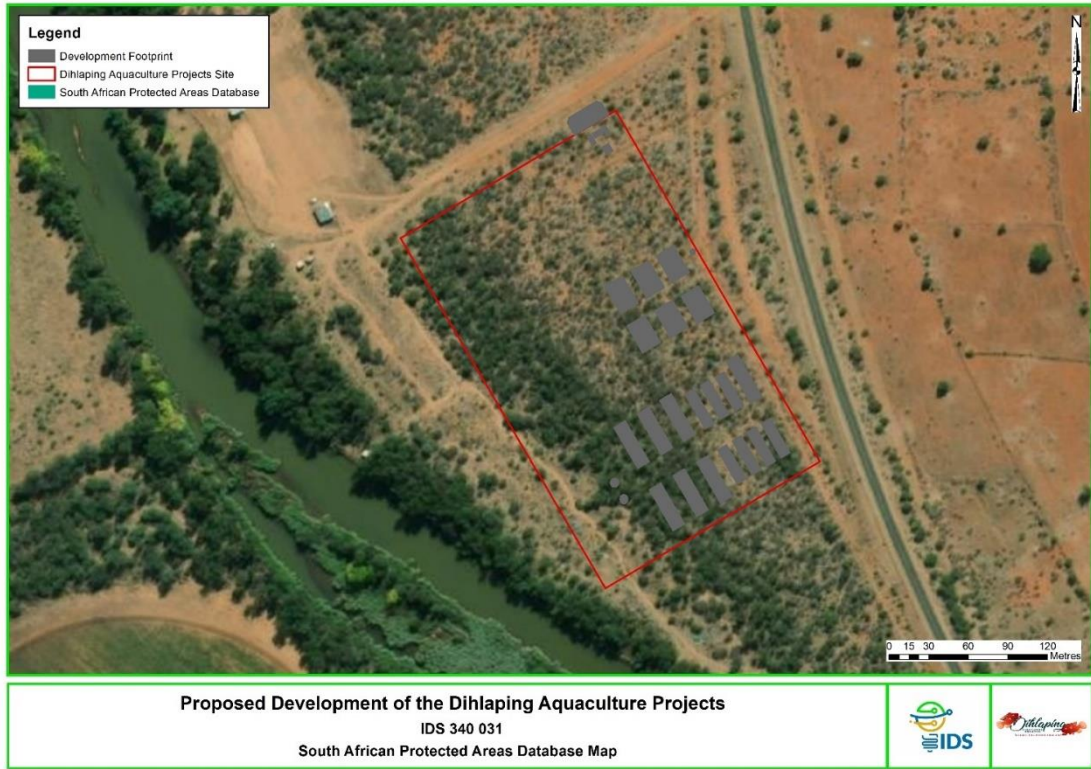 Legend
Development Footprint
Dihlaping Aquaculture Projects Site
South African Protected Areas Database
N
0 15 30 60 90 120
Metres
Proposed Development of the Dihlaping Aquaculture Projects
IDS 340 031
South African Protected Areas Database Map
IDS
Dihlaping